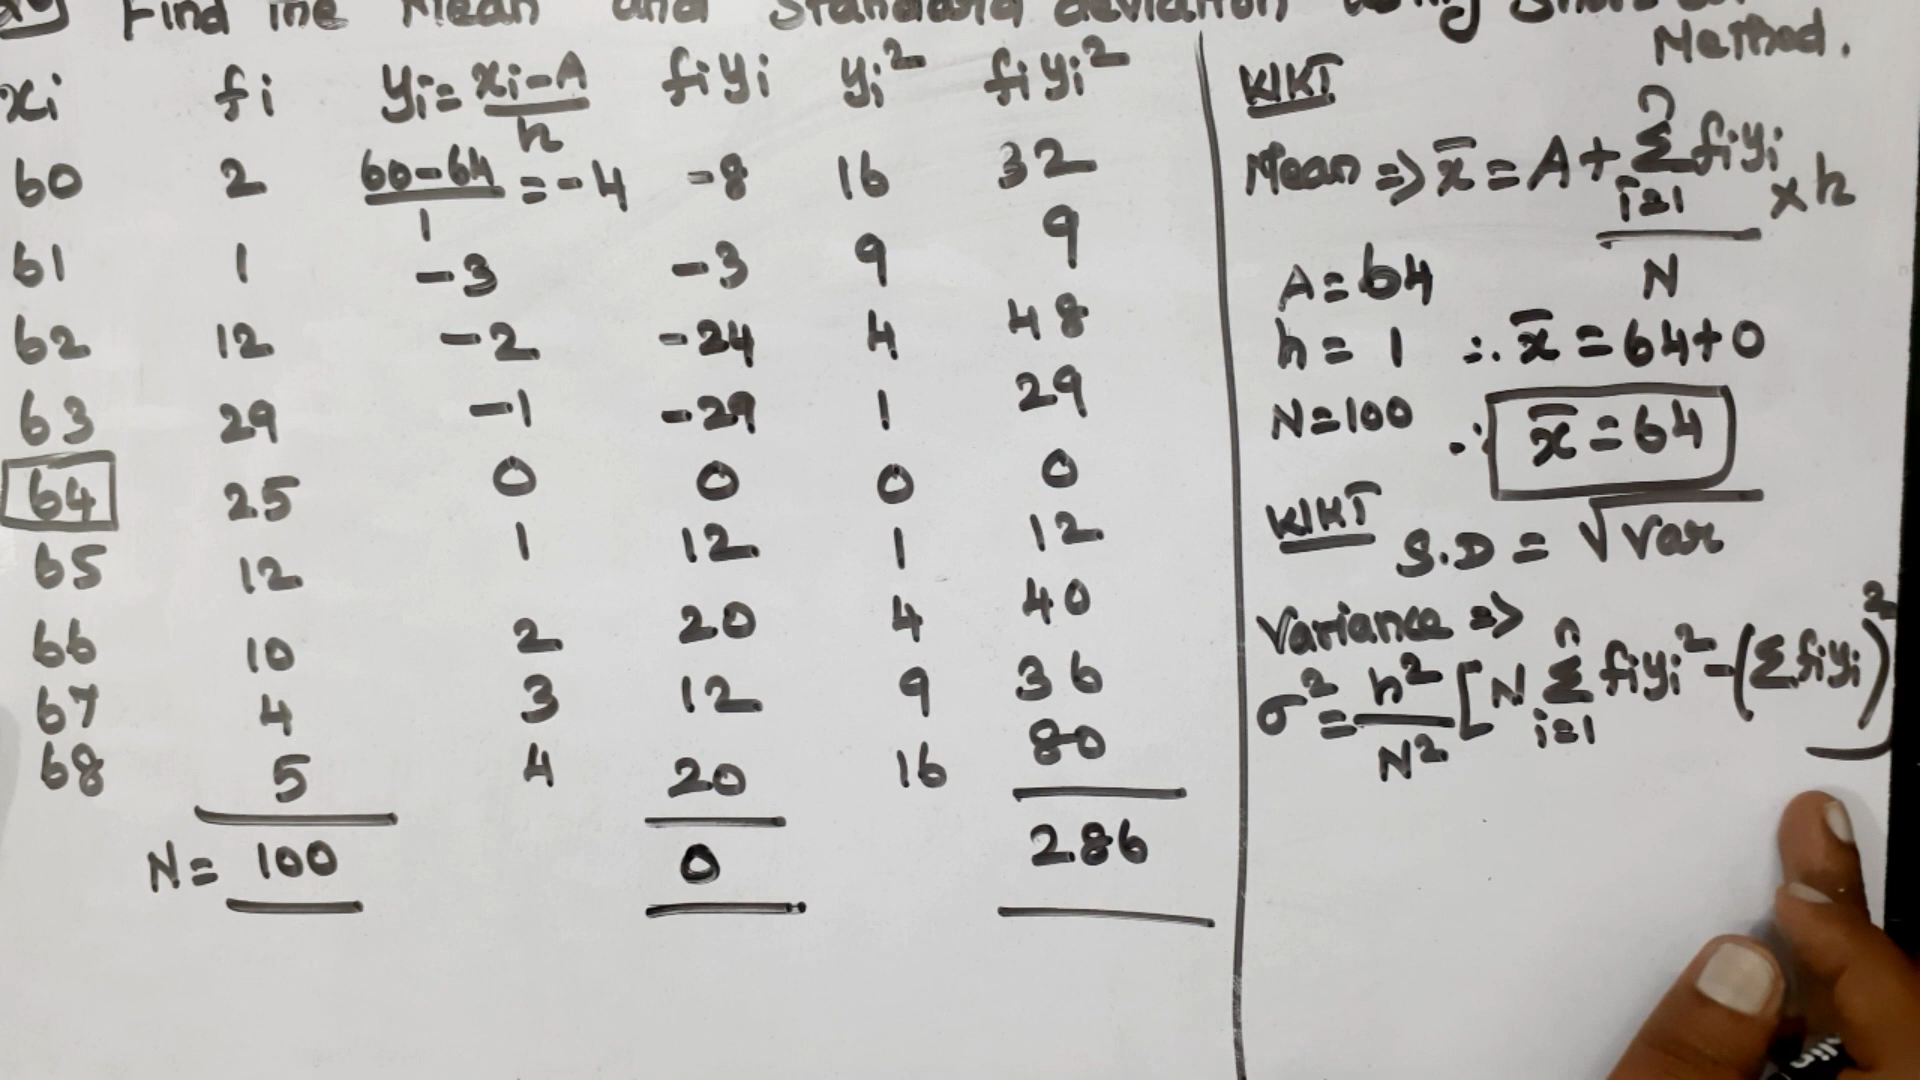 Find the Mean and Standard deviation using
Method.
xi fi yi = xi-A/h fiyi yi² fiyi²
60 2 60-64/1 = -4 -8 16 32
61 1 -3 -3 9 9
62 12 -2 -24 4 48
63 29 -1 -29 1 29
64 25 0 0 0 0
65 12 1 12 1 12
66 10 2 20 4 40
67 4 3 12 9 36
68 5 4 20 16 80
N= 100 0 286
WKT
Mean => x̄ = A + n Σ i=1 fiyi / N × h
A = 64
h = 1 ∴ x̄ = 64+0
N = 100 ∴ x̄ = 64
WKT S.D = √Var
Variance =>
σ² = h²/N² [N n Σ i=1 fiyi² - (Σfiyi)²